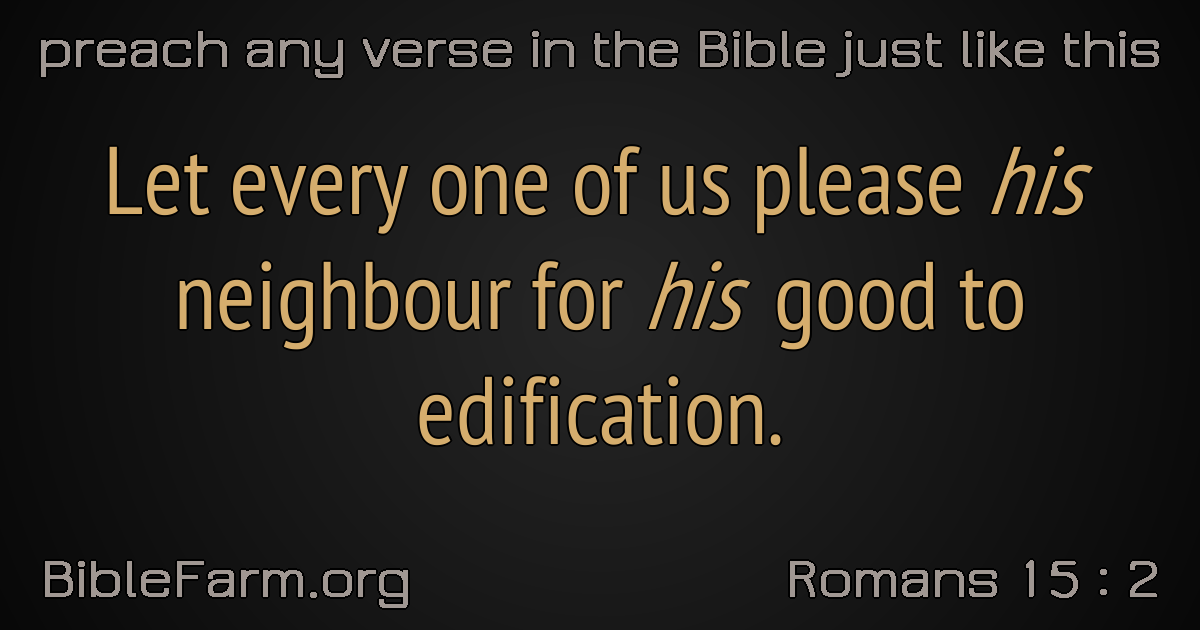 preach any verse in the Bible just like this
Let every one of us please his
neighbour for his good to
edification.
BibleFarm.org
Romans 15 : 2